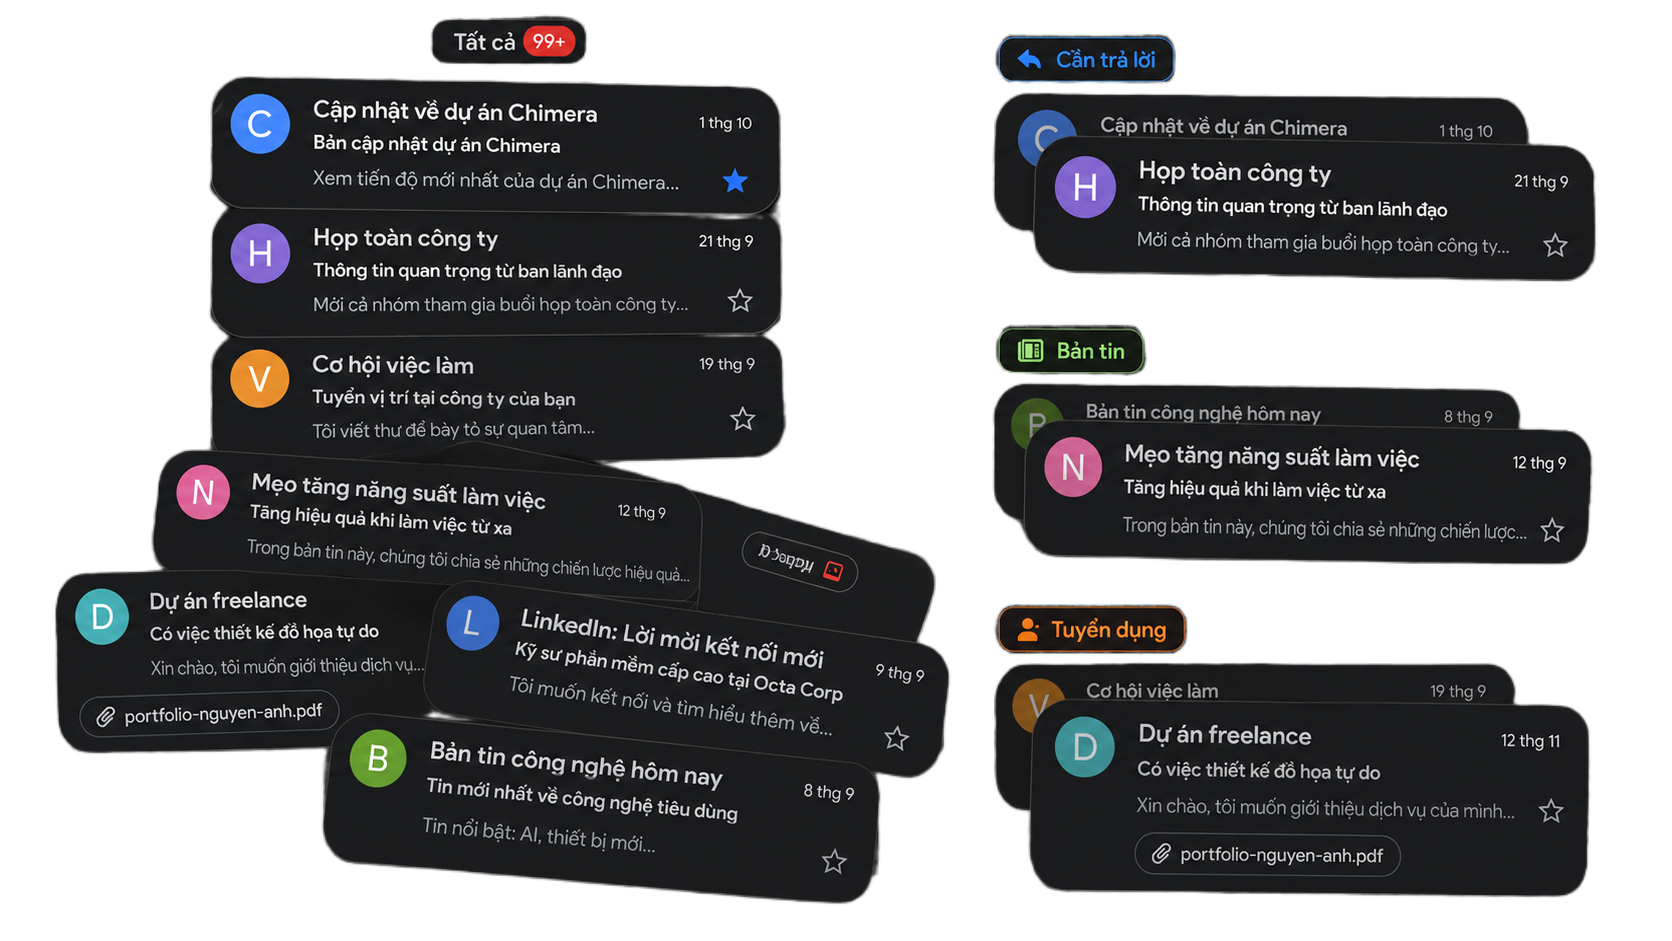 Tất cả 99+
C
Cập nhật về dự án Chimera
1 thg 10
Bản cập nhật dự án Chimera
Xem tiến độ mới nhất của dự án Chimera...
H
Họp toàn công ty
21 thg 9
Thông tin quan trọng từ ban lãnh đạo
Mời cả nhóm tham gia buổi họp toàn công ty...
V
Cơ hội việc làm
19 thg 9
Tuyển vị trí tại công ty của bạn
Tôi viết thư để bày tỏ sự quan tâm...
N
Mẹo tăng năng suất làm việc
12 thg 9
Tăng hiệu quả khi làm việc từ xa
Trong bản tin này, chúng tôi chia sẻ những chiến lược hiệu quả...
D
Dự án freelance
Có việc thiết kế đồ họa tự do
Xin chào, tôi muốn giới thiệu dịch vụ...
portfolio-nguyen-anh.pdf
L
LinkedIn: Lời mời kết nối mới
9 thg 9
Kỹ sư phần mềm cấp cao tại Octa Corp
Tôi muốn kết nối và tìm hiểu thêm về...
B
Bản tin công nghệ hôm nay
8 thg 9
Tin mới nhất về công nghệ tiêu dùng
Tin nổi bật: AI, thiết bị mới...
Cần trả lời
C
Cập nhật về dự án Chimera
1 thg 10
H
Họp toàn công ty
21 thg 9
Thông tin quan trọng từ ban lãnh đạo
Mời cả nhóm tham gia buổi họp toàn công ty...
Bản tin
B
Bản tin công nghệ hôm nay
8 thg 9
N
Mẹo tăng năng suất làm việc
12 thg 9
Tăng hiệu quả khi làm việc từ xa
Trong bản tin này, chúng tôi chia sẻ những chiến lược...
Tuyển dụng
V
Cơ hội việc làm
19 thg 9
D
Dự án freelance
12 thg 11
Có việc thiết kế đồ họa tự do
Xin chào, tôi muốn giới thiệu dịch vụ của mình...
portfolio-nguyen-anh.pdf